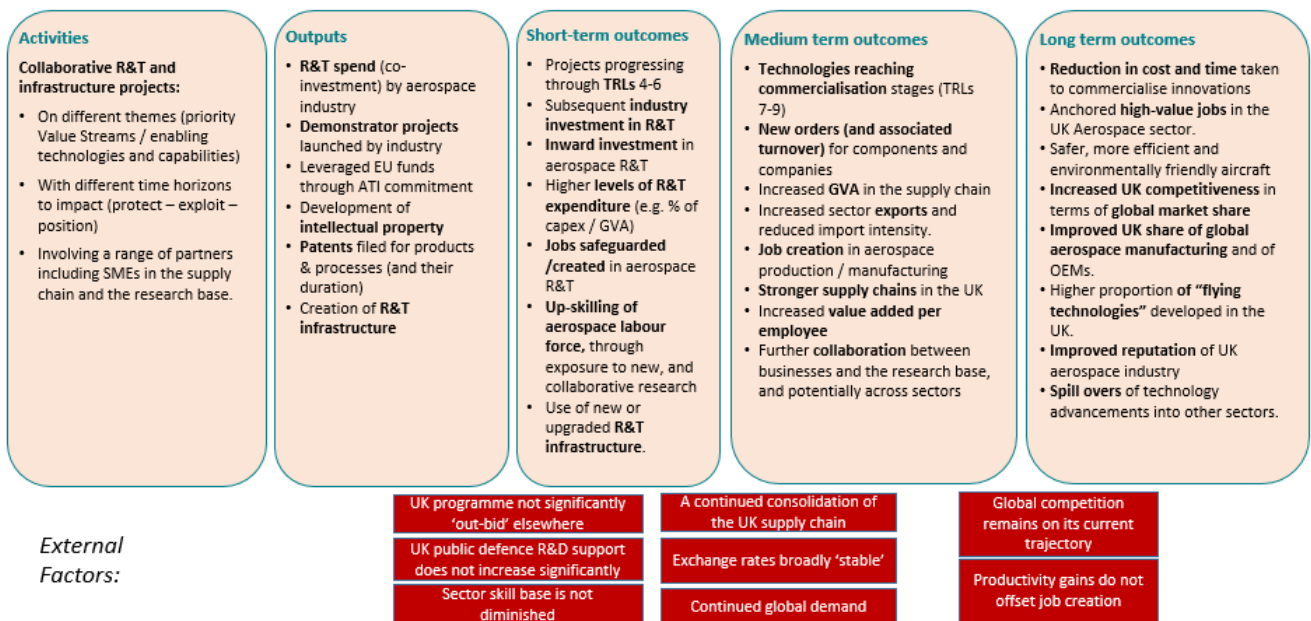 Activities
Collaborative R&T and
infrastructure projects:
• On different themes (priority
Value Streams / enabling
technologies and capabilities)
• With different time horizons
to impact (protect – exploit –
position)
• Involving a range of partners
including SMEs in the supply
chain and the research base.
Outputs
• R&T spend (co-
investment) by aerospace
industry
• Demonstrator projects
launched by industry
• Leveraged EU funds
through ATI commitment
• Development of
intellectual property
• Patents filed for products
& processes (and their
duration)
• Creation of R&T
infrastructure
Short-term outcomes
• Projects progressing
through TRLs 4-6
• Subsequent industry
investment in R&T
• Inward investment in
aerospace R&T
• Higher levels of R&T
expenditure (e.g. % of
capex / GVA)
• Jobs safeguarded
/created in aerospace
R&T
• Up-skilling of
aerospace labour
force, through
exposure to new, and
collaborative research
• Use of new or
upgraded R&T
infrastructure.
Medium term outcomes
• Technologies reaching
commercialisation stages (TRLs
7-9)
• New orders (and associated
turnover) for components and
companies
• Increased GVA in the supply chain
• Increased sector exports and
reduced import intensity.
• Job creation in aerospace
production / manufacturing
• Stronger supply chains in the UK
• Increased value added per
employee
• Further collaboration between
businesses and the research base,
and potentially across sectors
Long term outcomes
• Reduction in cost and time taken
to commercialise innovations
• Anchored high-value jobs in the
UK Aerospace sector.
• Safer, more efficient and
environmentally friendly aircraft
• Increased UK competitiveness in
terms of global market share
• Improved UK share of global
aerospace manufacturing and of
OEMs.
• Higher proportion of “flying
technologies” developed in the
UK.
• Improved reputation of UK
aerospace industry
• Spill overs of technology
advancements into other sectors.
External
Factors:
UK programme not significantly
‘out-bid’ elsewhere
UK public defence R&D support
does not increase significantly
Sector skill base is not
diminished
A continued consolidation of
the UK supply chain
Exchange rates broadly ‘stable’
Continued global demand
Global competition
remains on its current
trajectory
Productivity gains do not
offset job creation